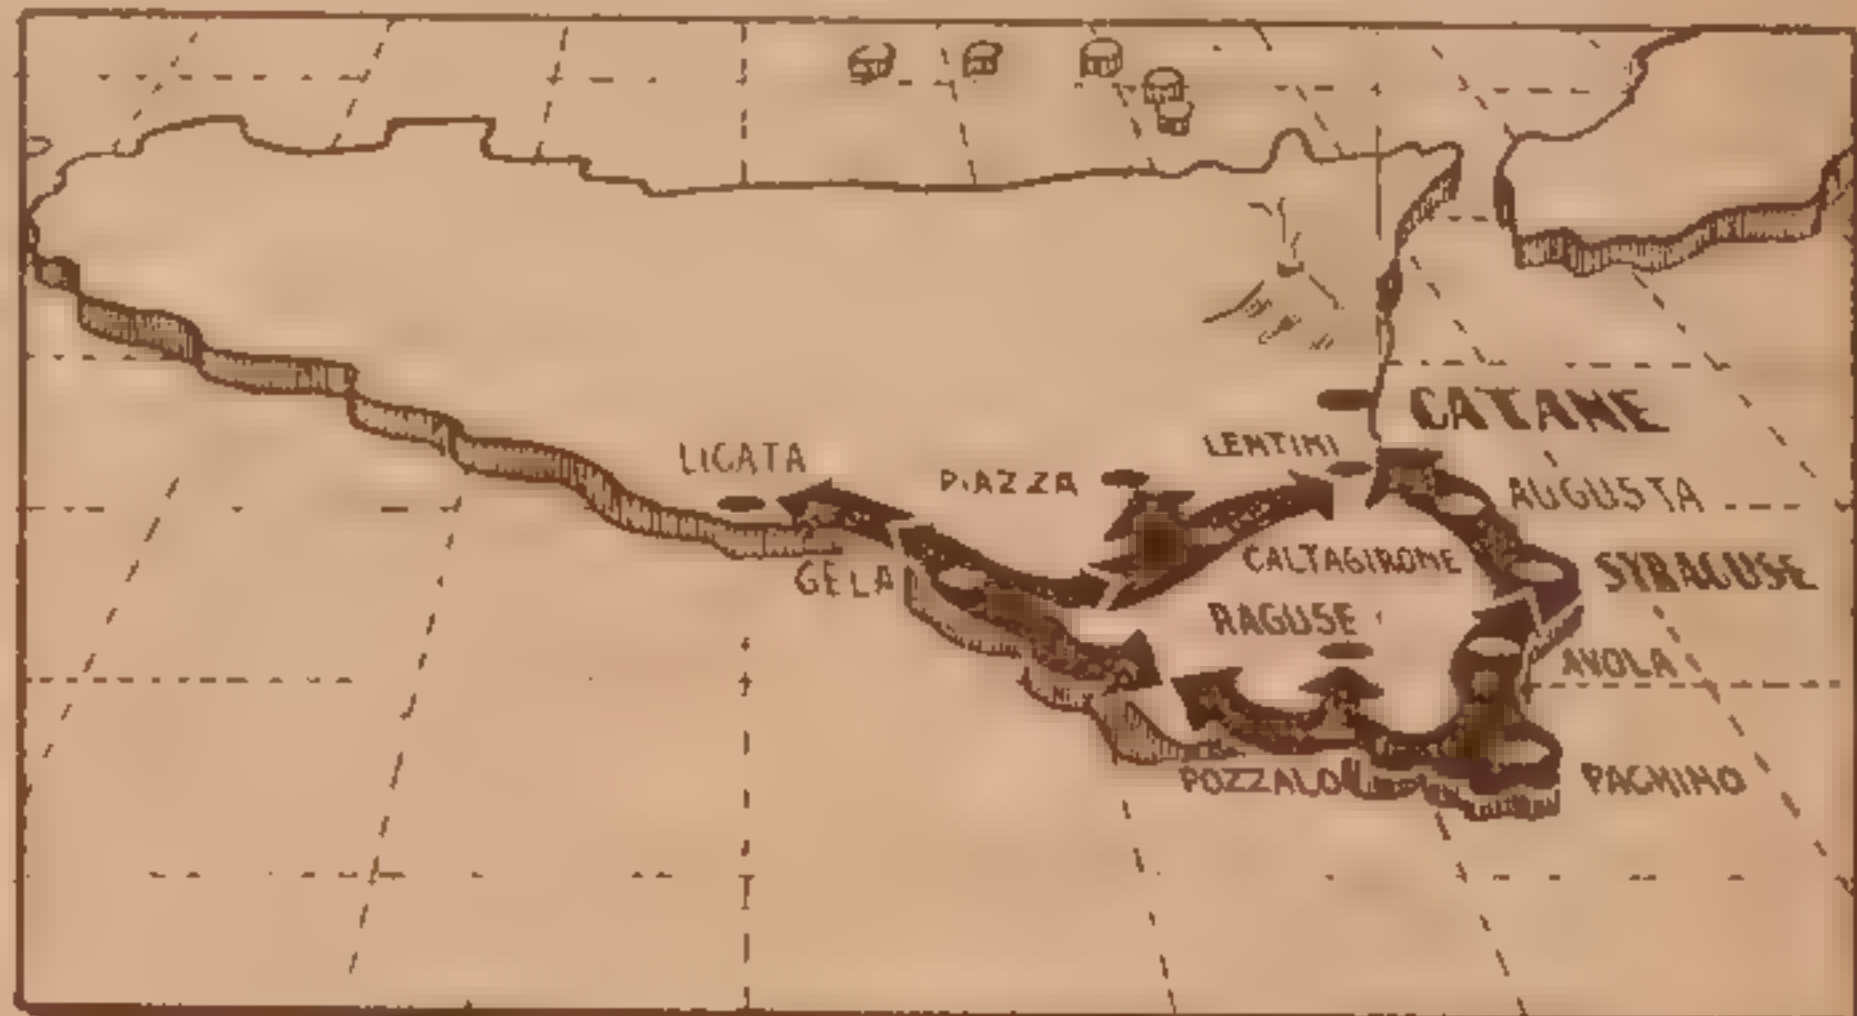 CATANE
LENTINI
LICATA
PIAZZA
AUGUSTA
CALTAGIRONE
SYRACUSE
GELA
RAGUSE
AVOLA
POZZALO
PACHINO